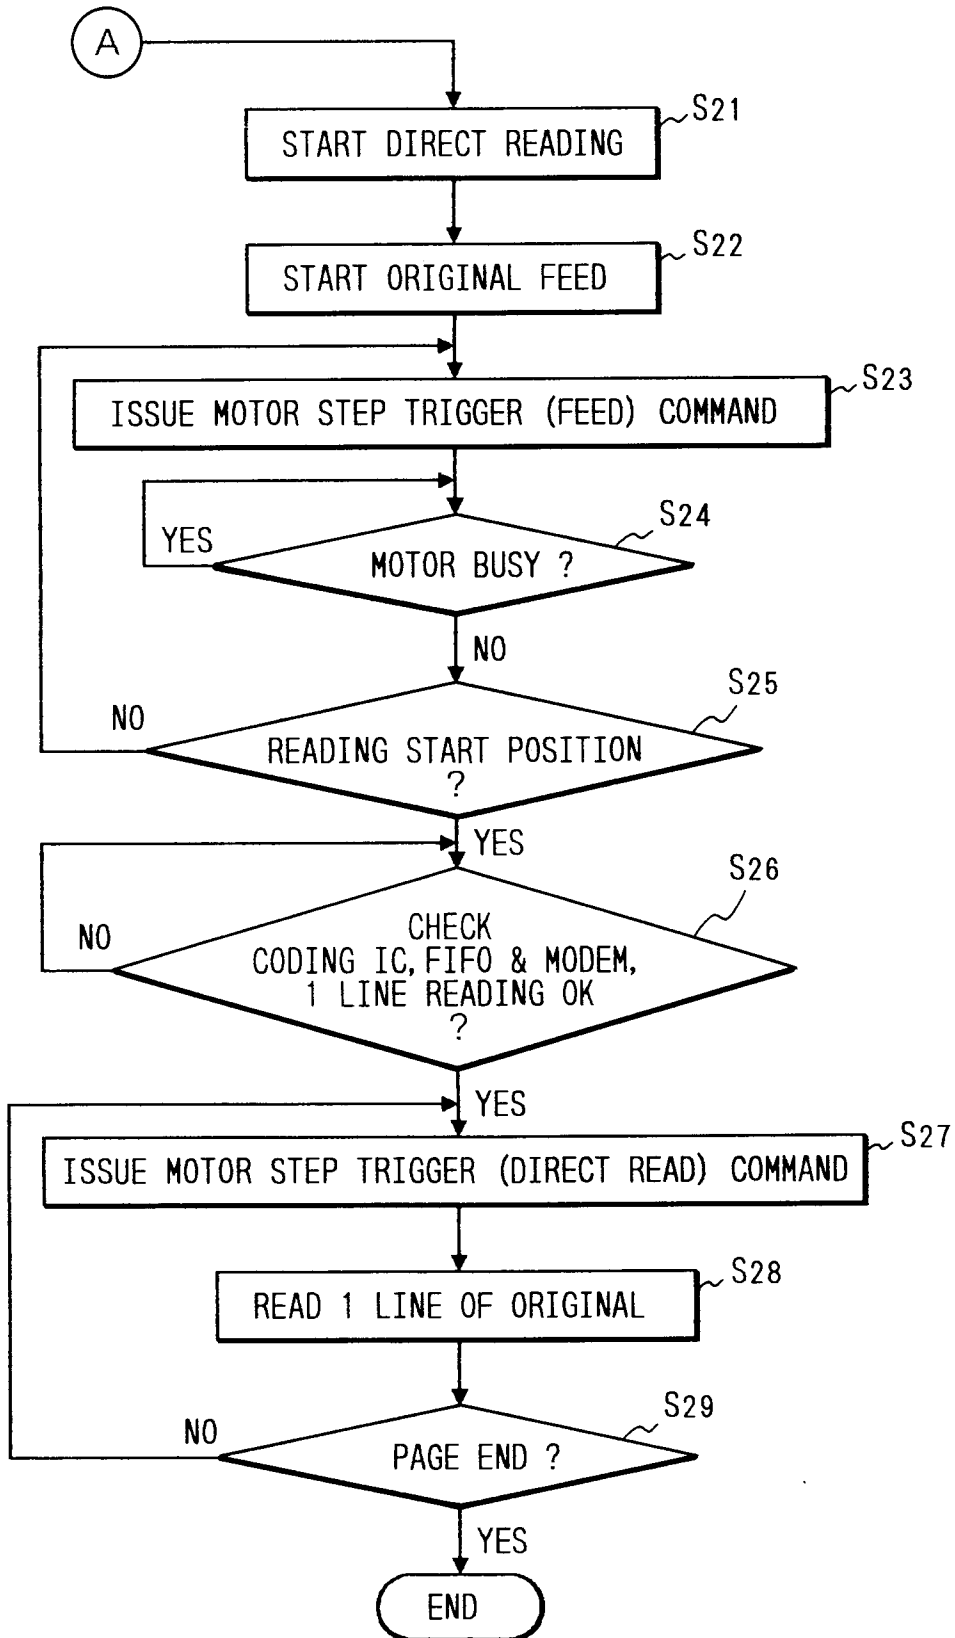 A
S21
START DIRECT READING
S22
START ORIGINAL FEED
S23
ISSUE MOTOR STEP TRIGGER (FEED) COMMAND
S24
YES
MOTOR BUSY ?
NO
S25
NO
READING START POSITION
?
YES
S26
NO
CHECK
CODING IC, FIFO & MODEM,
1 LINE READING OK
?
YES
S27
ISSUE MOTOR STEP TRIGGER (DIRECT READ) COMMAND
S28
READ 1 LINE OF ORIGINAL
S29
NO
PAGE END ?
YES
END